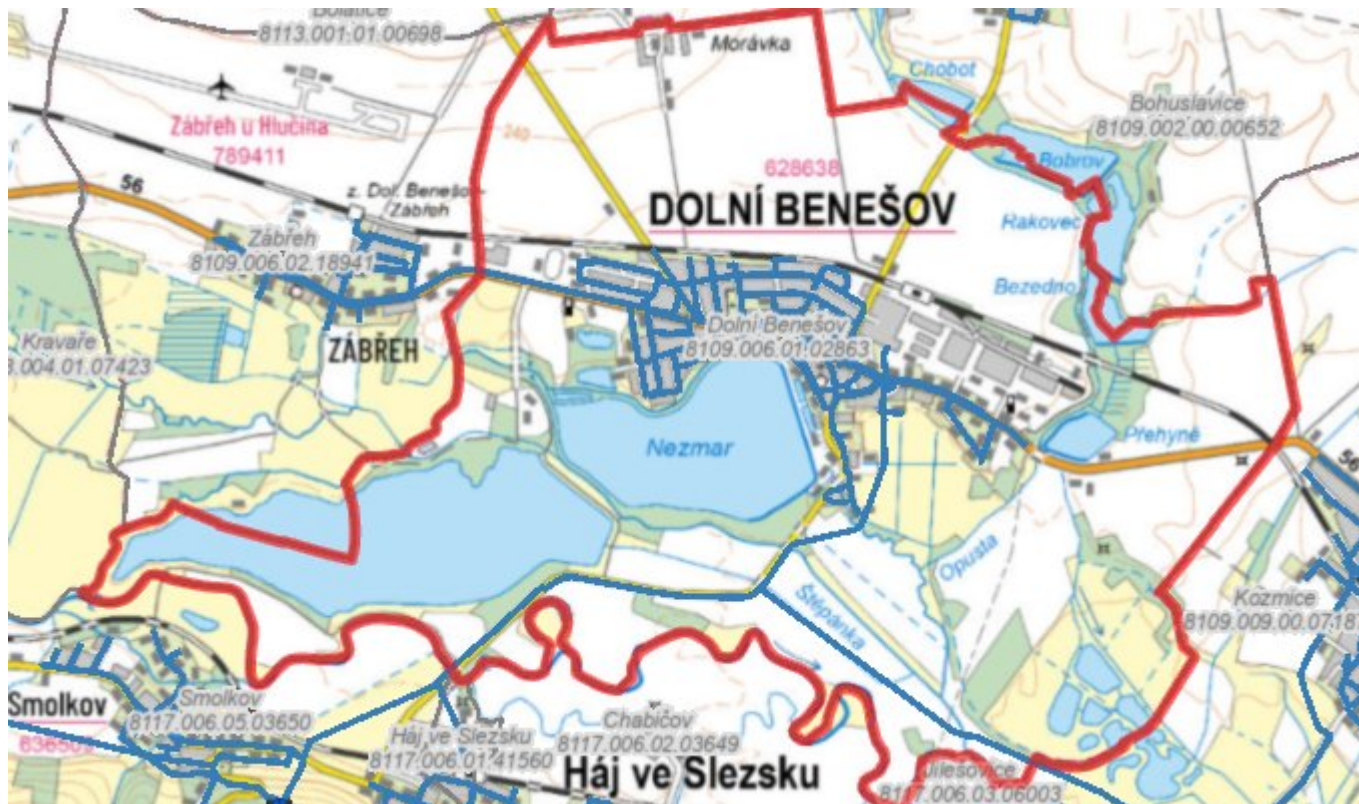 Bolatice
8113.001.01.00698
Morávka
Chobot
Bohuslavice
8109.002.00.00652
Zábřeh u Hlučína
789411
240
56
628638
Bobrov
z. Dol. Benešov-
Zábřeh
DOLNÍ BENEŠOV
Rakovec
Zábřeh
8109.006.02.18941
Bezedno
Dolní Benešov
8109.006.01.02863
Kravaře
3.004.01.07423
ZÁBŘEH
Nezmar
Přehyně
56
Opusta
Štěpánka
Kozmice
8109.009.00.0718
Smolkov
Smolkov
8117.006.05.03650
Chabičov
8117.006.02.03649
Háj ve Slezsku
8117.006.01.41560
Háj ve Slezsku
Jilešovice
8117.006.03.06003